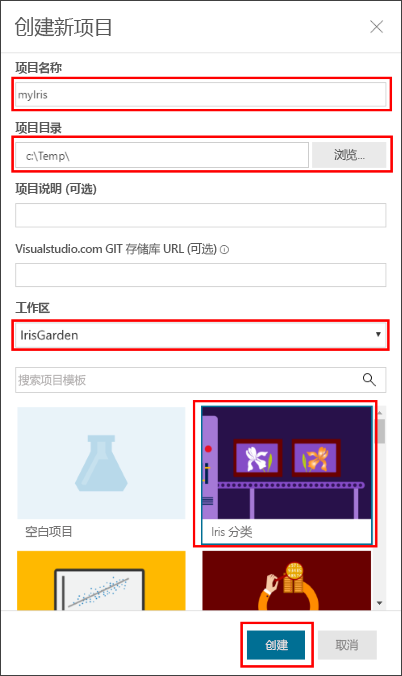 创建新项目
项目名称
myIris
项目目录
c:\Temp\
浏览...
项目说明 (可选)
Visualstudio.com GIT 存储库 URL (可选)
工作区
IrisGarden
搜索项目模板
空白项目
Iris 分类
创建
取消